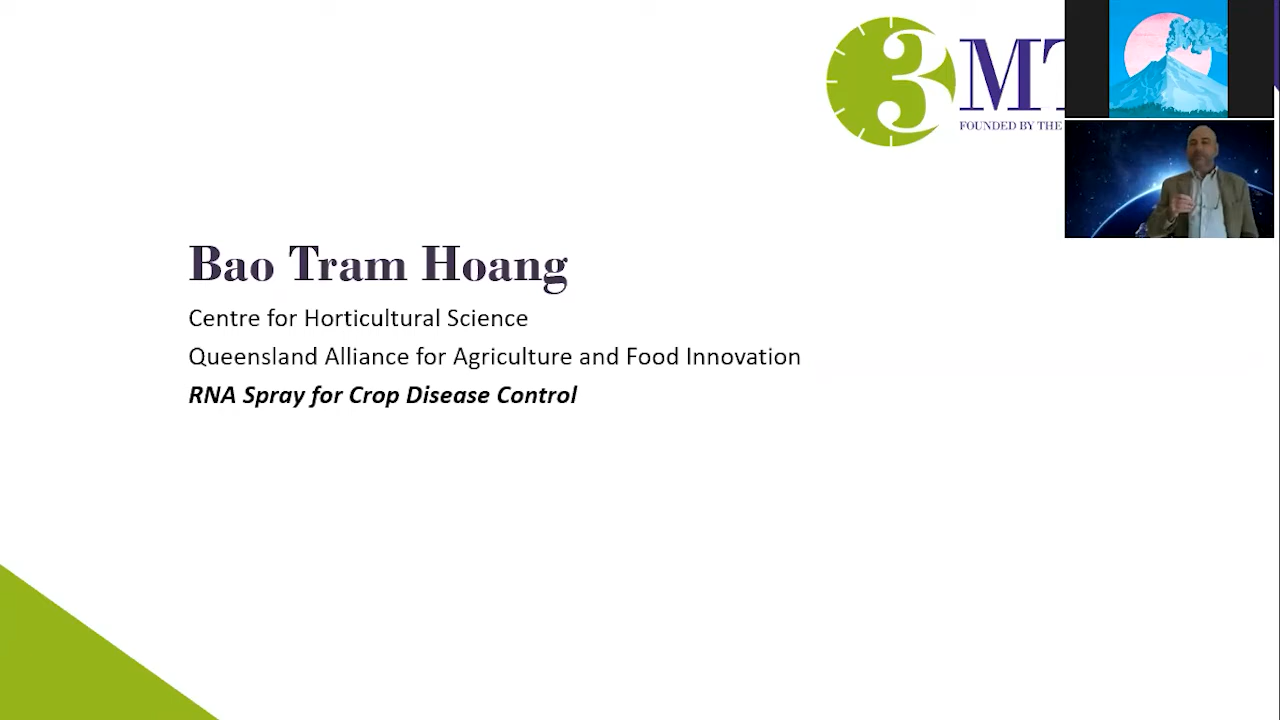 3
FOUNDED BY THE
Bao Tram Hoang
Centre for Horticultural Science
Queensland Alliance for Agriculture and Food Innovation
RNA Spray for Crop Disease Control